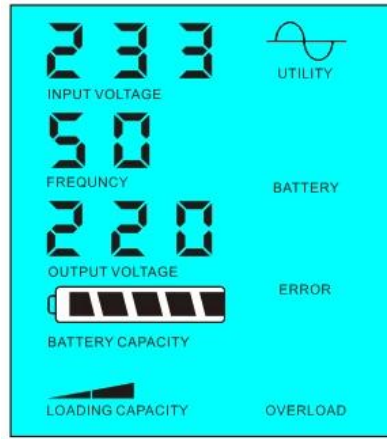 233
UTILITY
INPUT VOLTAGE
50
FREQUNCY
BATTERY
220
OUTPUT VOLTAGE
ERROR
BATTERY CAPACITY
LOADING CAPACITY OVERLOAD